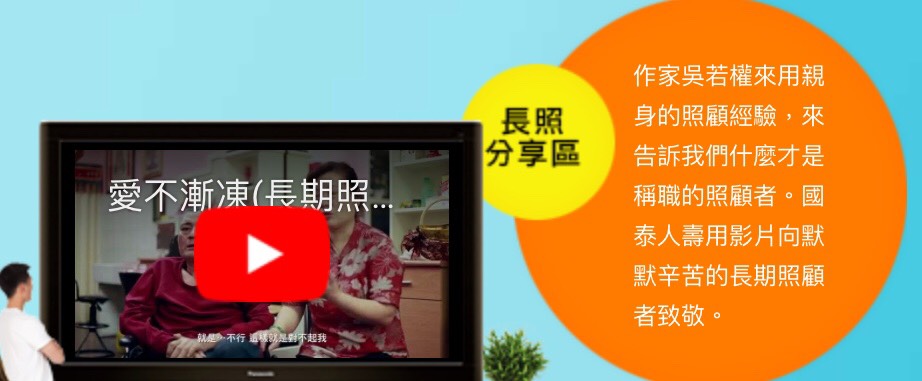 愛不漸凍(長期照...
就是…不行 這樣就是對不起我
Panasonic
長照
分享區
作家吳若權來用親
身的照顧經驗，來
告訴我們什麼才是
稱職的照顧者。國
泰人壽用影片向默
默辛苦的長期照顧
者致敬。